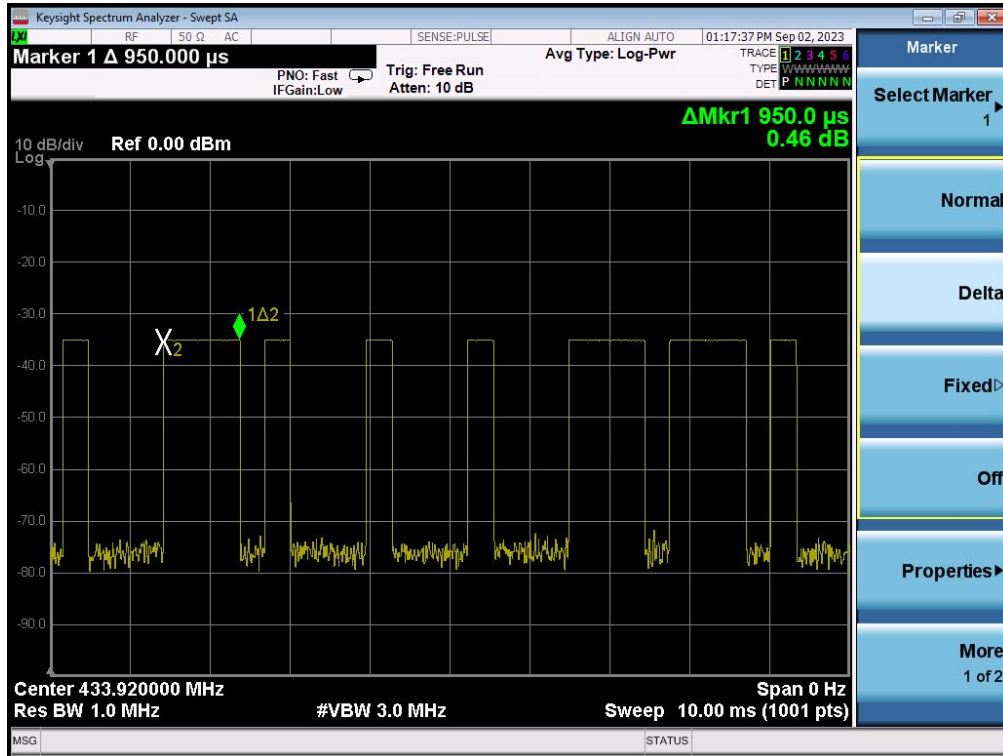 Keysight Spectrum Analyzer - Swept SA
LXI RF 50 Ω AC SENSE:PULSE ALIGN AUTO 01:17:37 PM Sep 02, 2023
Marker 1 Δ 950.000 μs
PNO: Fast
IFGain:Low
Trig: Free Run
Atten: 10 dB
Avg Type: Log-Pwr
TRACE 1 2 3 4 5 6
TYPE WWWWWW
DET P N N N N N
ΔMkr1 950.0 μs
0.46 dB
10 dB/div Ref 0.00 dBm
Log
-10.0
-20.0
-30.0
1Δ2
X2
-40.0
-50.0
-60.0
-70.0
-80.0
-90.0
Center 433.920000 MHz Span 0 Hz
Res BW 1.0 MHz #VBW 3.0 MHz Sweep 10.00 ms (1001 pts)
MSG STATUS
Marker
Select Marker
1
Normal
Delta
Fixed
Off
Properties
More
1 of 2